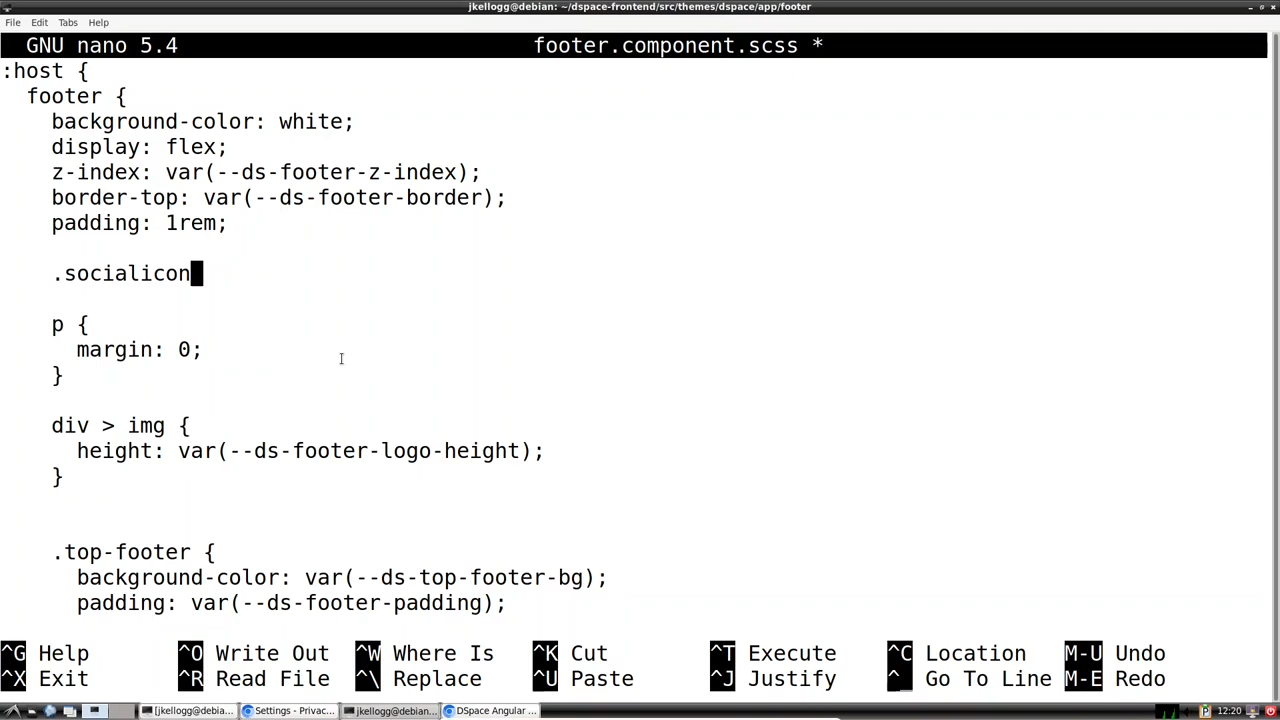 jkellogg@debian: ~/dspace-frontend/src/themes/dspace/app/footer
File Edit Tabs Help
GNU nano 5.4 footer.component.scss *
:host {
footer {
background-color: white;
display: flex;
z-index: var(--ds-footer-z-index);
border-top: var(--ds-footer-border);
padding: 1rem;
.socialicon
p {
margin: 0;
}
div > img {
height: var(--ds-footer-logo-height);
}
.top-footer {
background-color: var(--ds-top-footer-bg);
padding: var(--ds-footer-padding);
^G Help ^O Write Out ^W Where Is ^K Cut ^T Execute ^C Location M-U Undo
^X Exit ^R Read File ^\ Replace ^U Paste ^J Justify ^_ Go To Line M-E Redo
[jkellogg@debia... Settings - Privac... jkellogg@debian... DSpace Angular ... 12:20